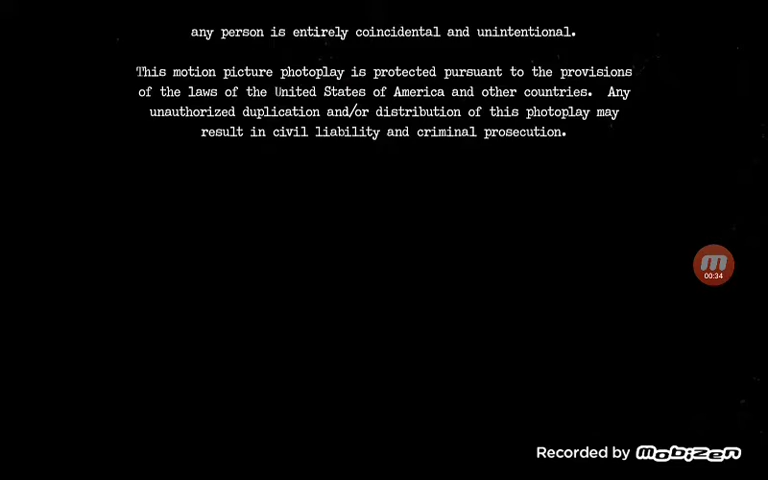 any person is entirely coincidental and unintentional.
This motion picture photoplay is protected pursuant to the provisions
of the laws of the United States of America and other countries.  Any
unauthorized duplication and/or distribution of this photoplay may
result in civil liability and criminal prosecution.
00:34
Recorded by mobizen